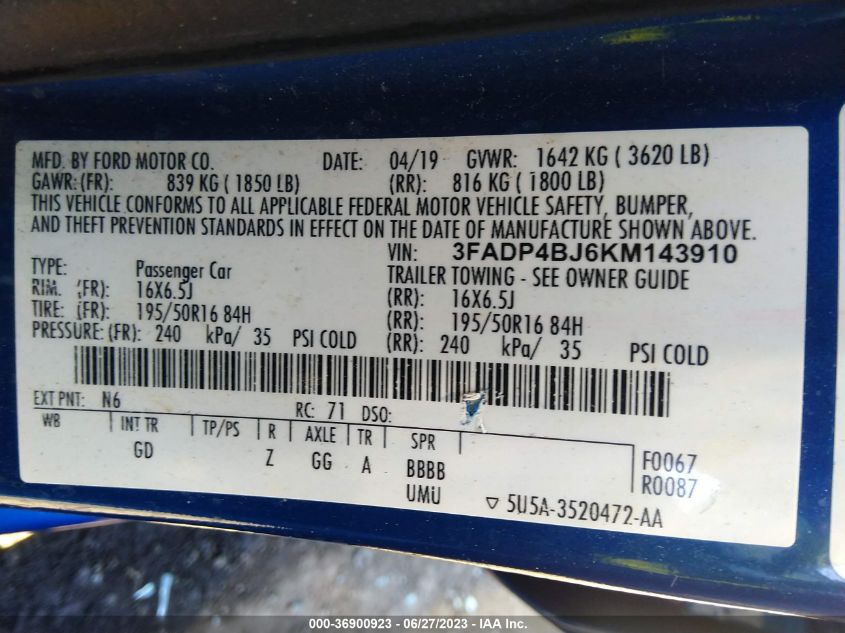 MFD. BY FORD MOTOR CO. DATE: 04/19 GVWR: 1642 KG ( 3620 LB)
GAWR:(FR): 839 KG ( 1850 LB) (RR): 816 KG ( 1800 LB)
THIS VEHICLE CONFORMS TO ALL APPLICABLE FEDERAL MOTOR VEHICLE SAFETY, BUMPER,
AND THEFT PREVENTION STANDARDS IN EFFECT ON THE DATE OF MANUFACTURE SHOWN ABOVE.
VIN: 3FADP4BJ6KM143910
TYPE: Passenger Car TRAILER TOWING - SEE OWNER GUIDE
RIM. (FR): 16X6.5J (RR): 16X6.5J
TIRE: (FR): 195/50R16 84H (RR): 195/50R16 84H
PRESSURE: (FR): 240 kPa/ 35 PSI COLD (RR): 240 kPa/ 35 PSI COLD
EXT PNT: N6 RC: 71 DSO:
WB INT TR TP/PS R AXLE TR SPR
GD Z GG A BBBB F0067
UMU R0087
▽ 5U5A-3520472-AA
000-36900923 - 06/27/2023 - IAA Inc.